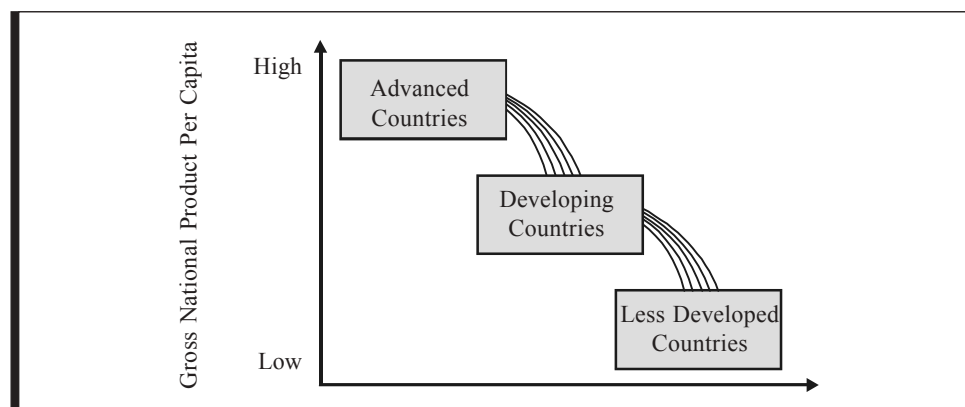 Gross National Product Per Capita
High
Advanced
Countries
Developing
Countries
Less Developed
Countries
Low